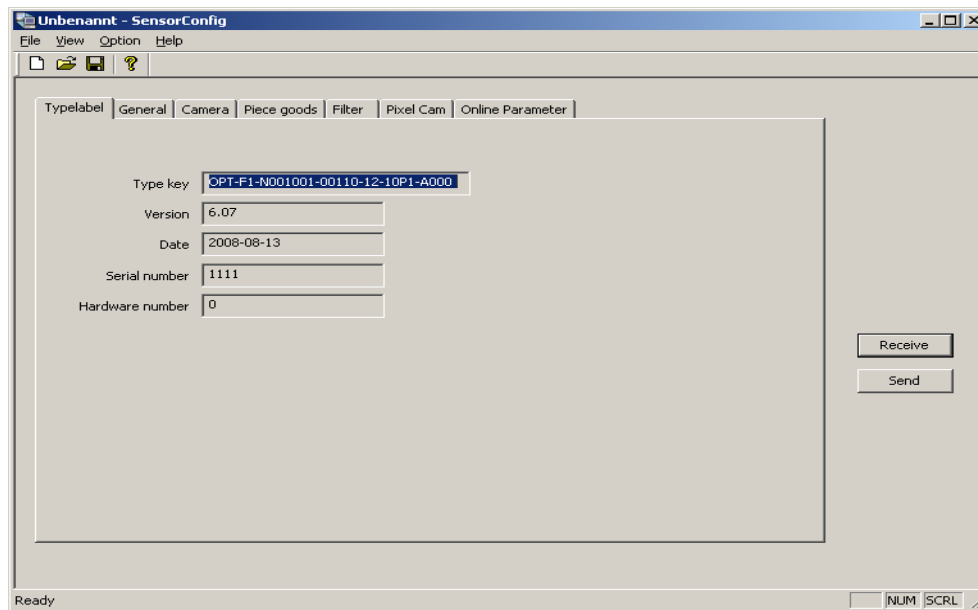 Unbenannt - SensorConfig
File View Option Help
Typelabel General Camera Piece goods Filter Pixel Cam Online Parameter
Type key OPT-F1-N001001-00110-12-10P1-A000
Version 6.07
Date 2008-08-13
Serial number 1111
Hardware number 0
Receive
Send
Ready NUM SCRL